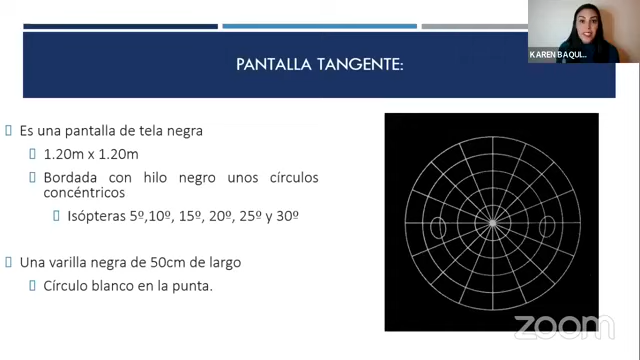 KAREN BAQUI..
PANTALLA TANGENTE:
Es una pantalla de tela negra
1.20m x 1.20m
Bordada con hilo negro unos círculos
concéntricos
Isópteras 5º,10º, 15º, 20º, 25º y 30º
Una varilla negra de 50cm de largo
Círculo blanco en la punta.
zoom